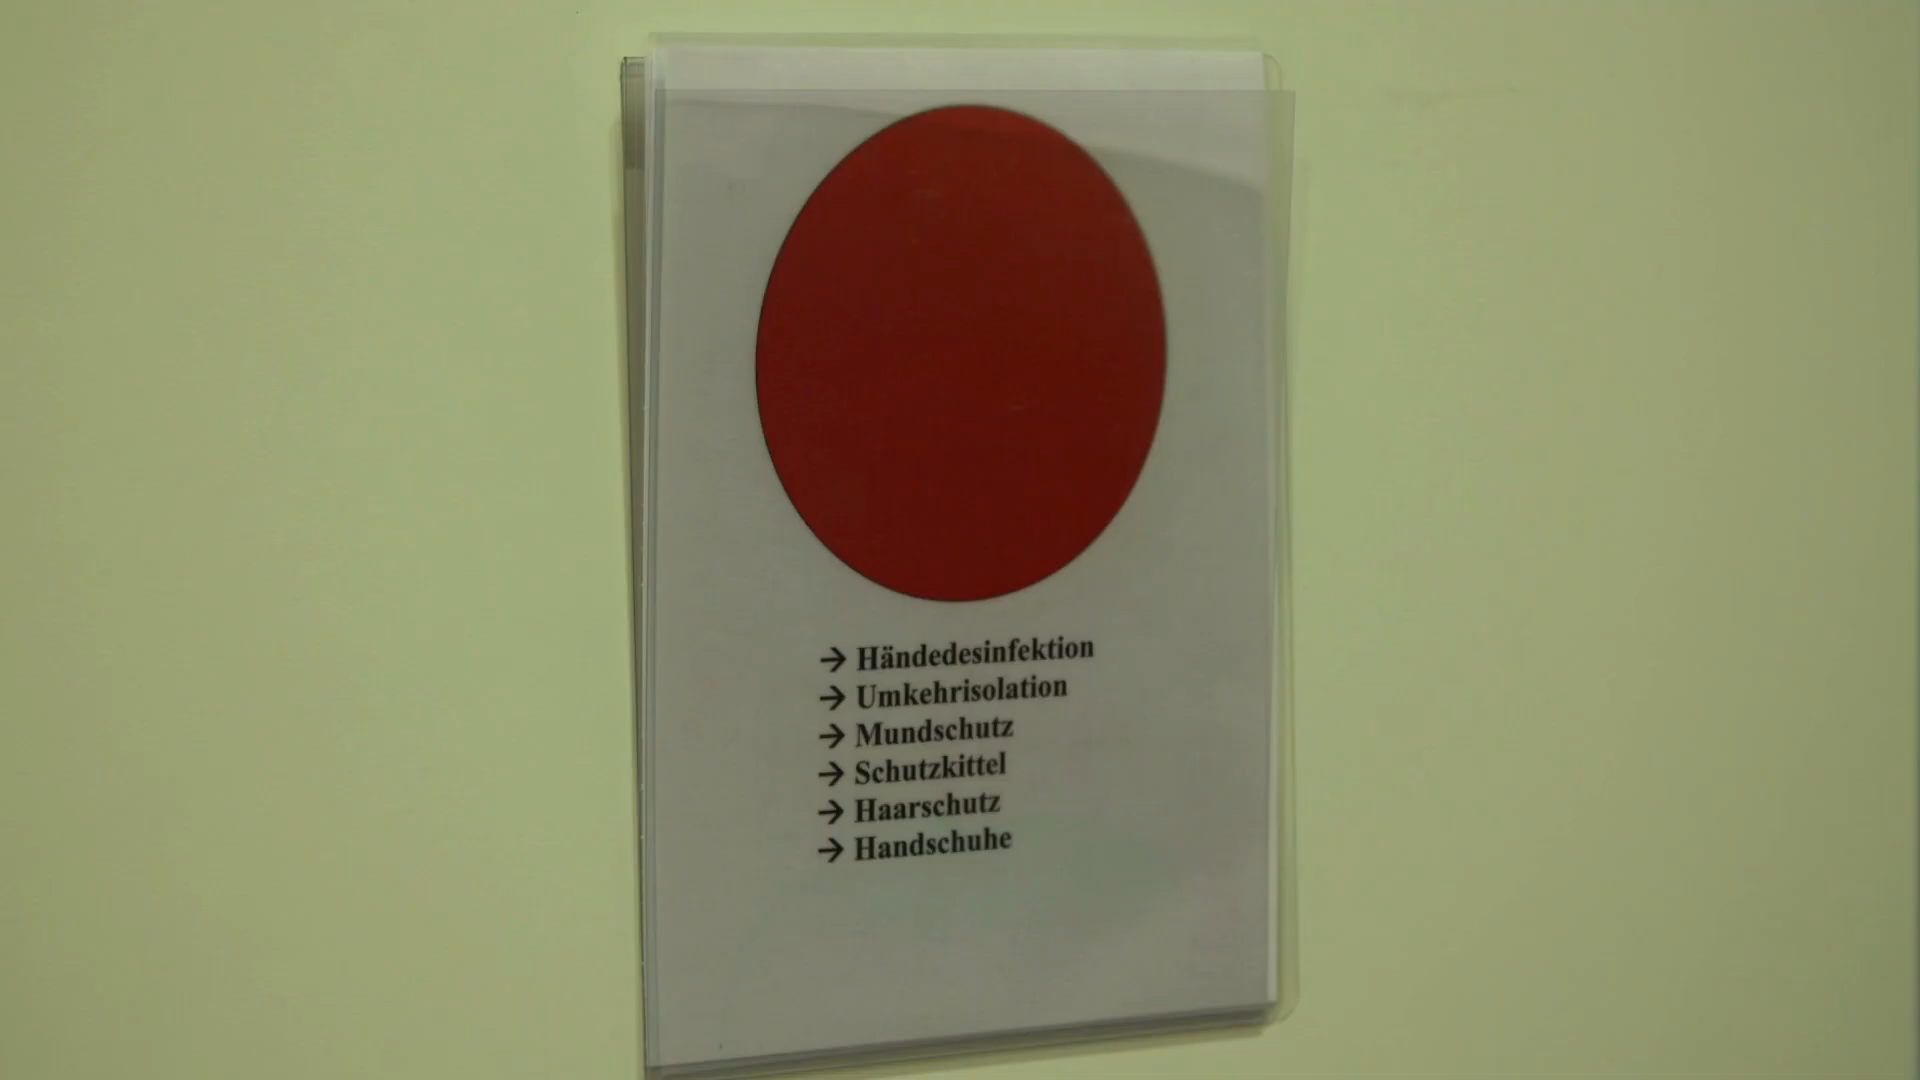 → Händedesinfektion
→ Umkehrisolation
→ Mundschutz
→ Schutzkittel
→ Haarschutz
→ Handschuhe